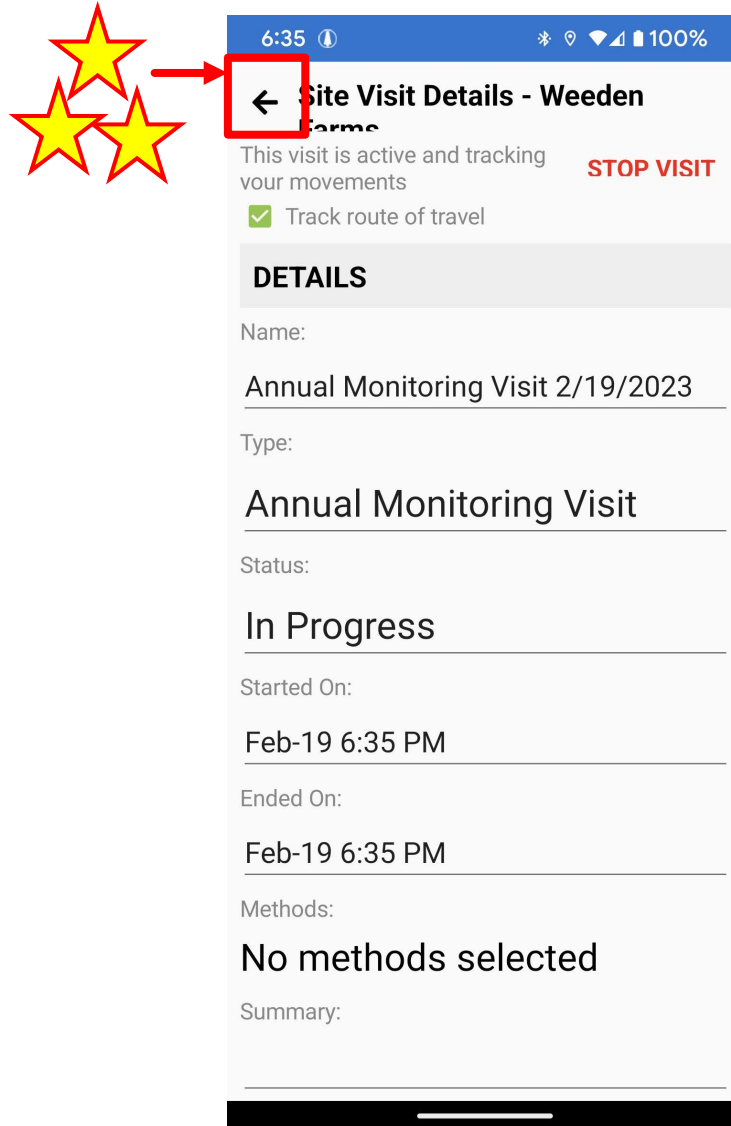 6:35 100%
Site Visit Details - Weeden
Farms
This visit is active and tracking
your movements
STOP VISIT
Track route of travel
DETAILS
Name:
Annual Monitoring Visit 2/19/2023
Type:
Annual Monitoring Visit
Status:
In Progress
Started On:
Feb-19 6:35 PM
Ended On:
Feb-19 6:35 PM
Methods:
No methods selected
Summary: